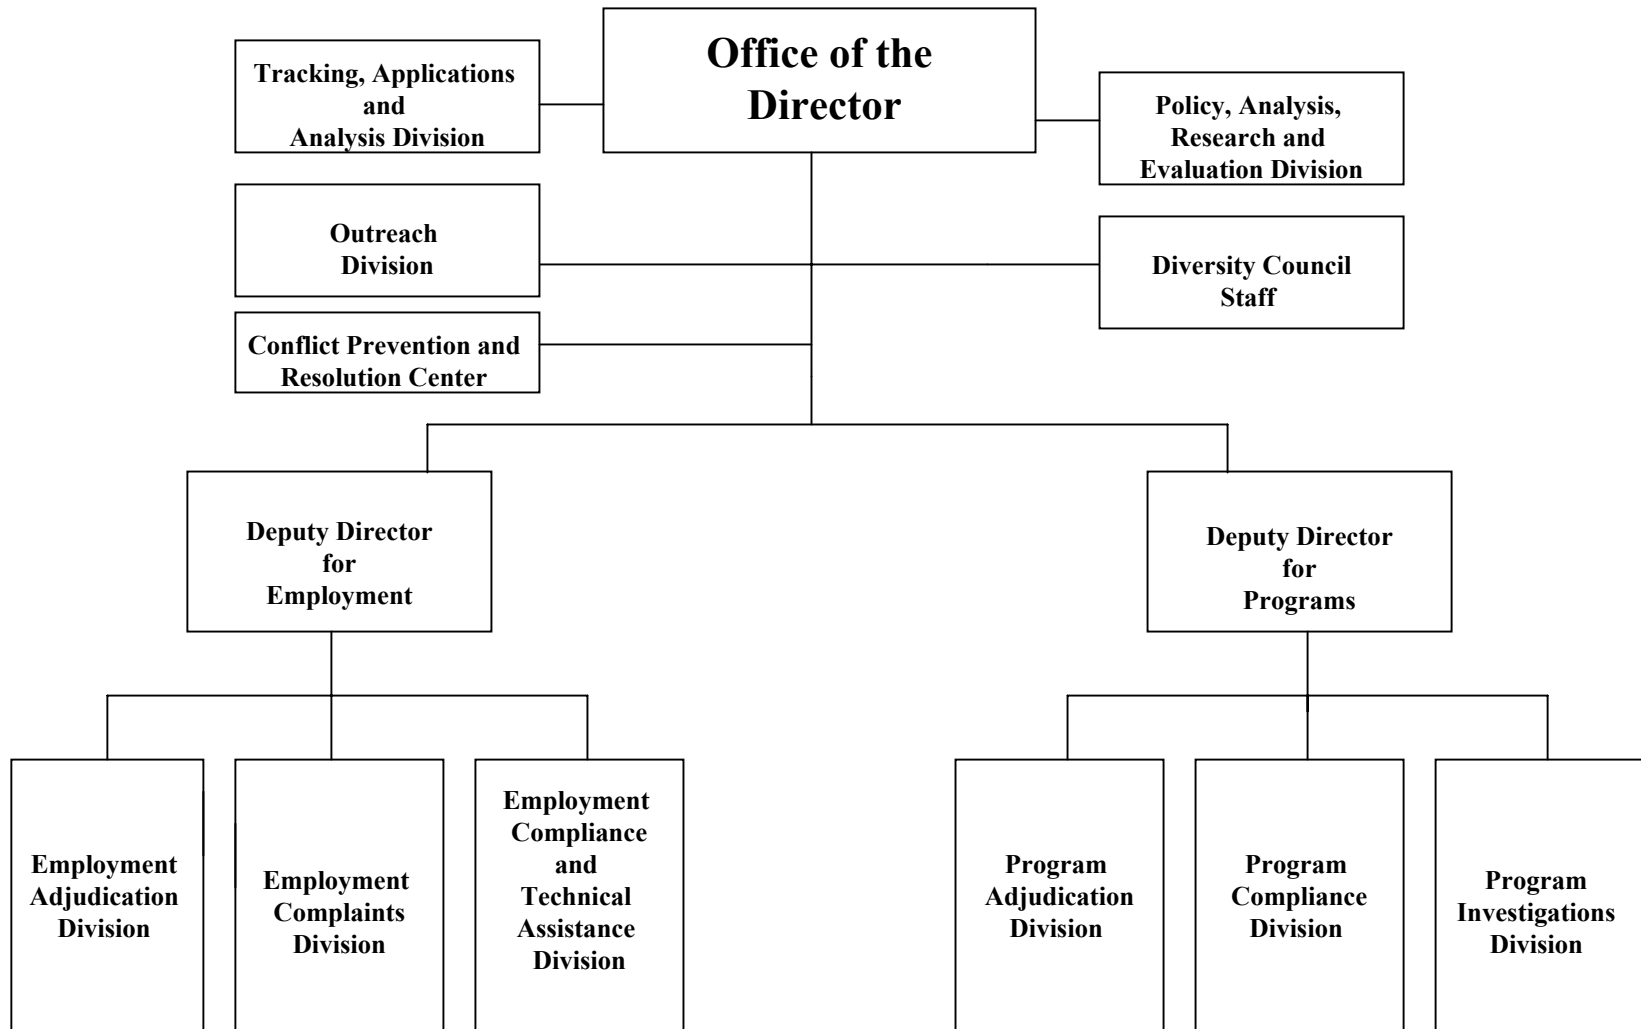 Office of the
Director
Tracking, Applications
and
Analysis Division
Policy, Analysis,
Research and
Evaluation Division
Outreach
Division
Diversity Council
Staff
Conflict Prevention and
Resolution Center
Deputy Director
for
Employment
Deputy Director
for
Programs
Employment
Adjudication
Division
Employment
Complaints
Division
Employment
Compliance
and
Technical
Assistance
Division
Program
Adjudication
Division
Program
Compliance
Division
Program
Investigations
Division